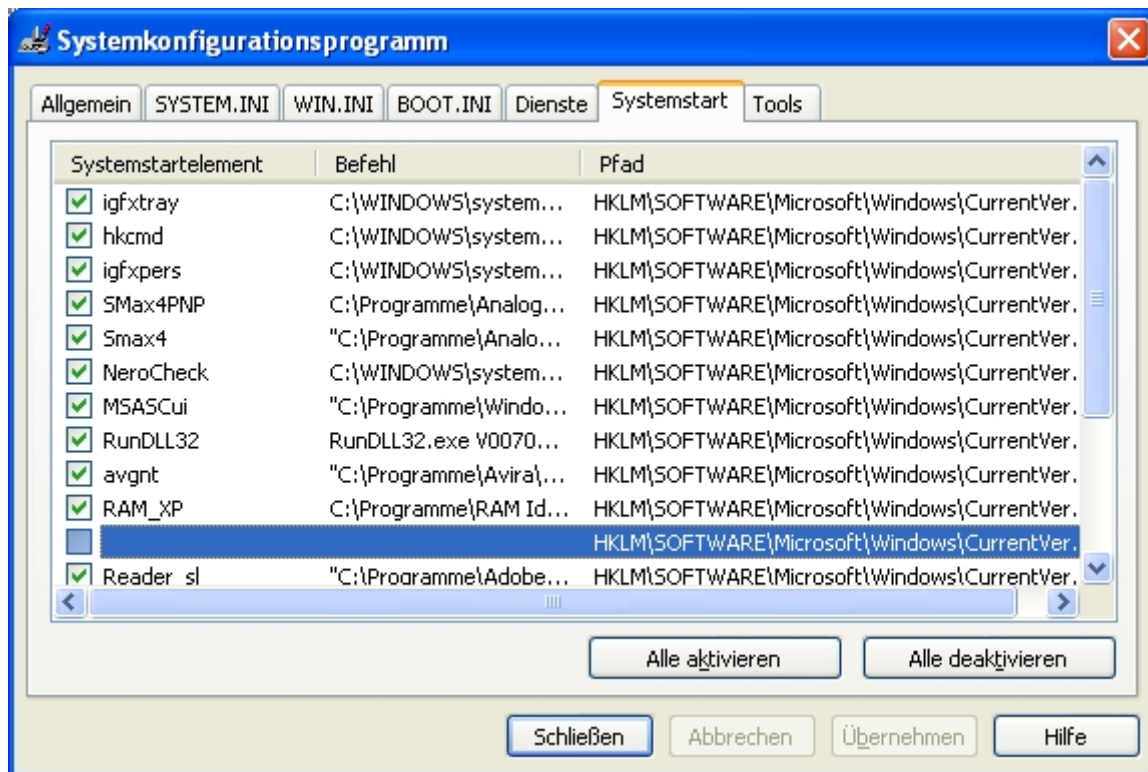 Systemkonfigurationsprogramm
Allgemein SYSTEM.INI WIN.INI BOOT.INI Dienste Systemstart Tools
Systemstartelement Befehl Pfad
igfxtray C:\WINDOWS\system... HKLM\SOFTWARE\Microsoft\Windows\CurrentVer.
hkcmd C:\WINDOWS\system... HKLM\SOFTWARE\Microsoft\Windows\CurrentVer.
igfxpers C:\WINDOWS\system... HKLM\SOFTWARE\Microsoft\Windows\CurrentVer.
SMax4PNP C:\Programme\Analog... HKLM\SOFTWARE\Microsoft\Windows\CurrentVer.
Smax4 "C:\Programme\Analo... HKLM\SOFTWARE\Microsoft\Windows\CurrentVer.
NeroCheck C:\WINDOWS\system... HKLM\SOFTWARE\Microsoft\Windows\CurrentVer.
MSASCui "C:\Programme\Windo... HKLM\SOFTWARE\Microsoft\Windows\CurrentVer.
RunDLL32 RunDLL32.exe V0070... HKLM\SOFTWARE\Microsoft\Windows\CurrentVer.
avgnt "C:\Programme\Avira\... HKLM\SOFTWARE\Microsoft\Windows\CurrentVer.
RAM_XP C:\Programme\RAM Id... HKLM\SOFTWARE\Microsoft\Windows\CurrentVer.
HKLM\SOFTWARE\Microsoft\Windows\CurrentVer.
Reader_sl "C:\Programme\Adobe... HKLM\SOFTWARE\Microsoft\Windows\CurrentVer.
Alle aktivieren Alle deaktivieren
Schließen Abbrechen Übernehmen Hilfe